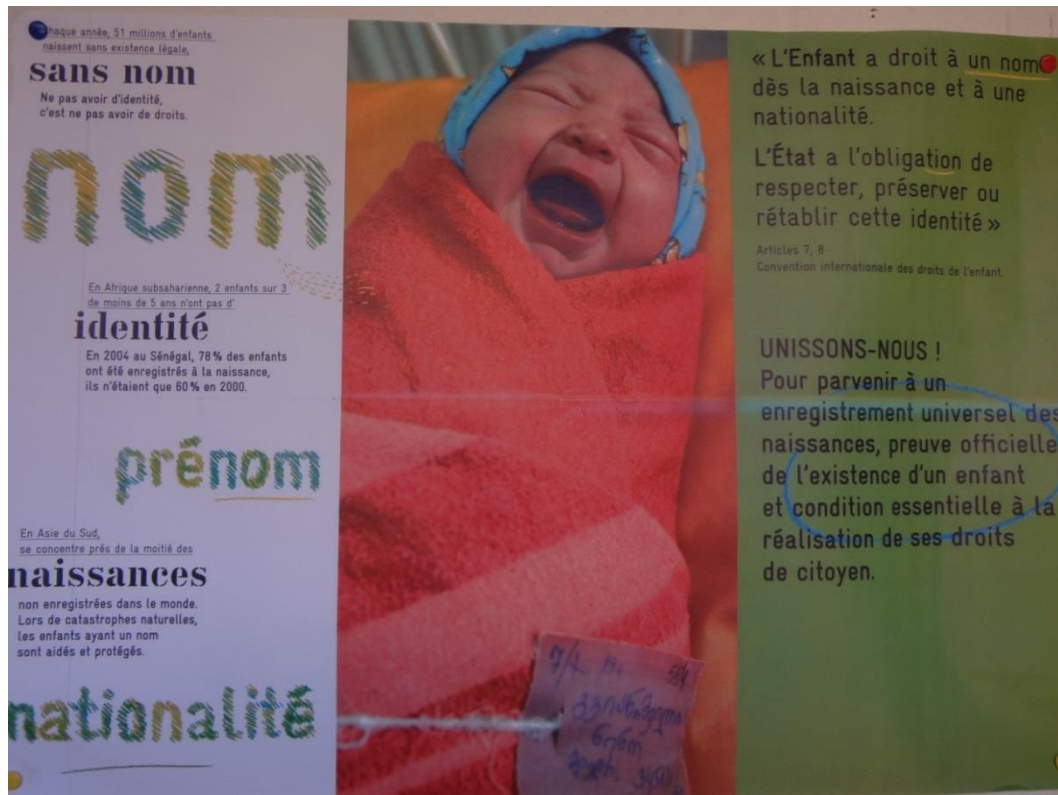 Chaque année, 51 millions d'enfants
naissent sans existence légale,
sans nom
Ne pas avoir d'identité,
c'est ne pas avoir de droits.
nom
En Afrique subsaharienne, 2 enfants sur 3
de moins de 5 ans n'ont pas d'
identité
En 2004 au Sénégal, 78 % des enfants
ont été enregistrés à la naissance,
ils n'étaient que 60 % en 2000.
prénom
En Asie du Sud,
se concentre près de la moitié des
naissances
non enregistrées dans le monde.
Lors de catastrophes naturelles,
les enfants ayant un nom
sont aidés et protégés.
nationalité
« L'Enfant a droit à un nom
dès la naissance et à une
nationalité.
L'État a l'obligation de
respecter, préserver ou
rétablir cette identité »
Articles 7, 8
Convention internationale des droits de l'enfant.
UNISSONS-NOUS !
Pour parvenir à un
enregistrement universel des
naissances, preuve officielle
de l'existence d'un enfant
et condition essentielle à la
réalisation de ses droits
de citoyen.